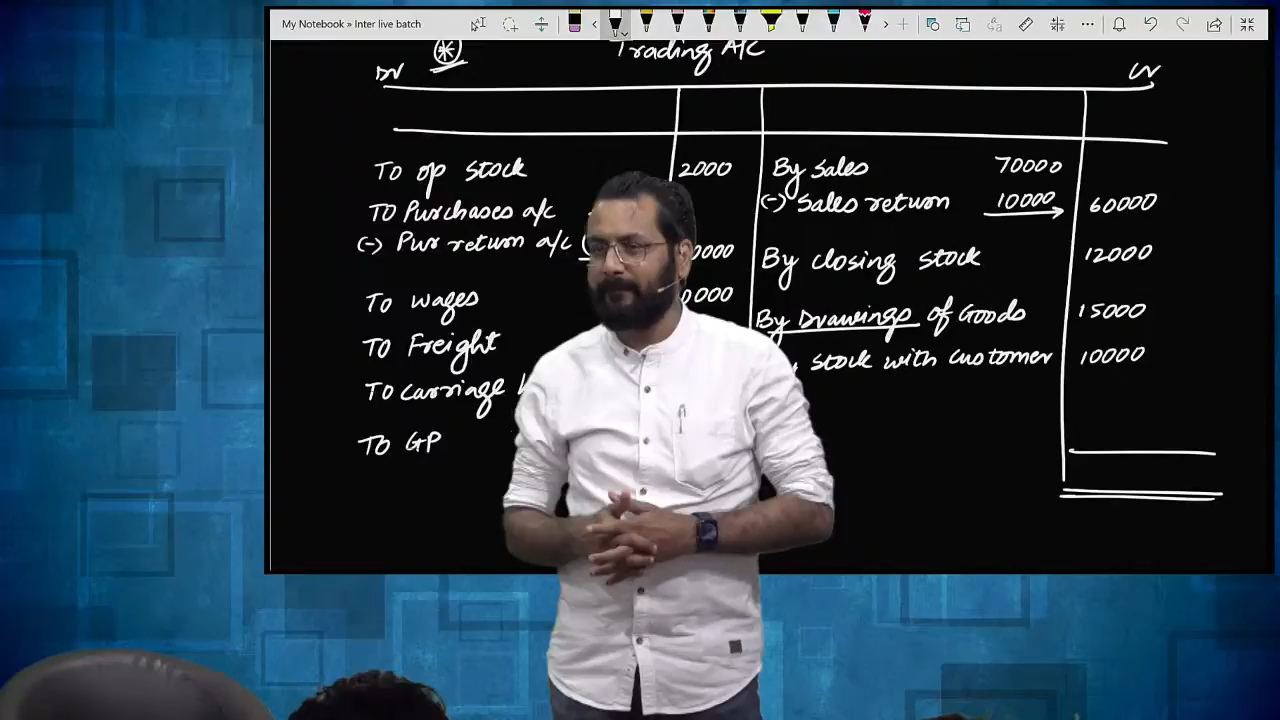 My Notebook » Inter live batch
Trading A/C
Dr
Cr
To op stock 2000
To Purchases a/c
(-) Pur return a/c
To wages
To Freight
To carriage
To GP
By Sales 70000
(-) Sales return 10000 60000
By closing stock 12000
By Drawings of Goods 15000
stock with customer 10000